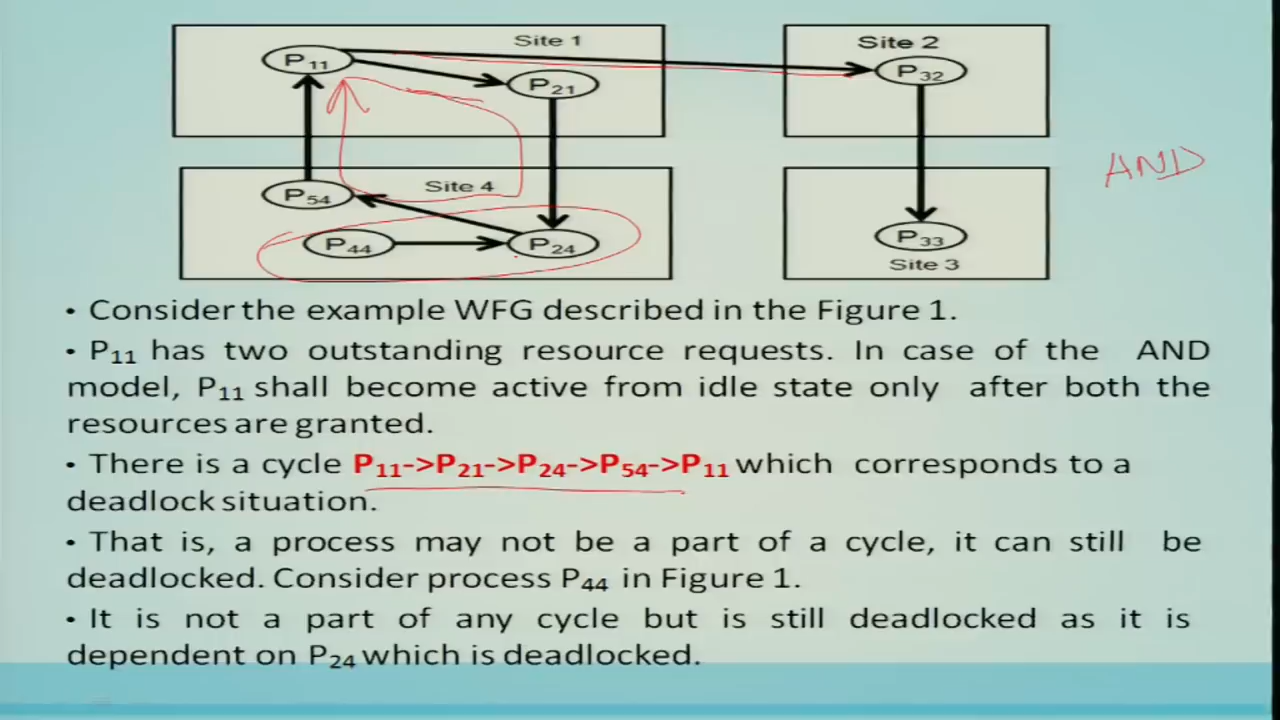 Site 1
Site 2
P11
P21
P32
AND
P54
Site 4
P44
P24
P33
Site 3
• Consider the example WFG described in the Figure 1.
• P11 has two outstanding resource requests. In case of the AND
model, P11 shall become active from idle state only after both the
resources are granted.
• There is a cycle P11->P21->P24->P54->P11 which corresponds to a
deadlock situation.
• That is, a process may not be a part of a cycle, it can still be
deadlocked. Consider process P44 in Figure 1.
• It is not a part of any cycle but is still deadlocked as it is
dependent on P24 which is deadlocked.